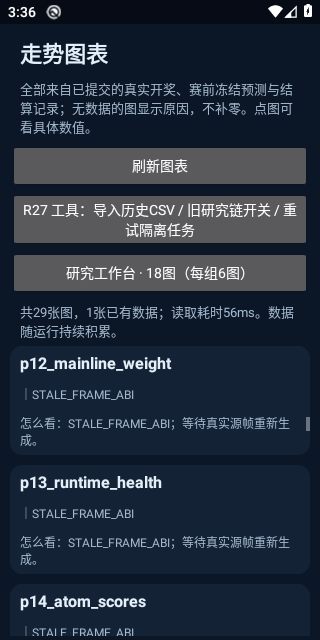 3:36
走势图表
全部来自已提交的真实开奖、赛前冻结预测与结
算记录；无数据的图显示原因，不补零。点图可
看具体数值。
刷新图表
R27 工具：导入历史CSV / 旧研究链开关 / 重
试隔离任务
研究工作台 · 18图（每组6图）
共29张图，1张已有数据；读取耗时56ms。数据
随运行持续积累。
p12_mainline_weight
｜STALE_FRAME_ABI
怎么看：STALE_FRAME_ABI；等待真实源帧重新生
成。
p13_runtime_health
｜STALE_FRAME_ABI
怎么看：STALE_FRAME_ABI；等待真实源帧重新生
成。
p14_atom_scores
｜STALE_FRAME_ABI